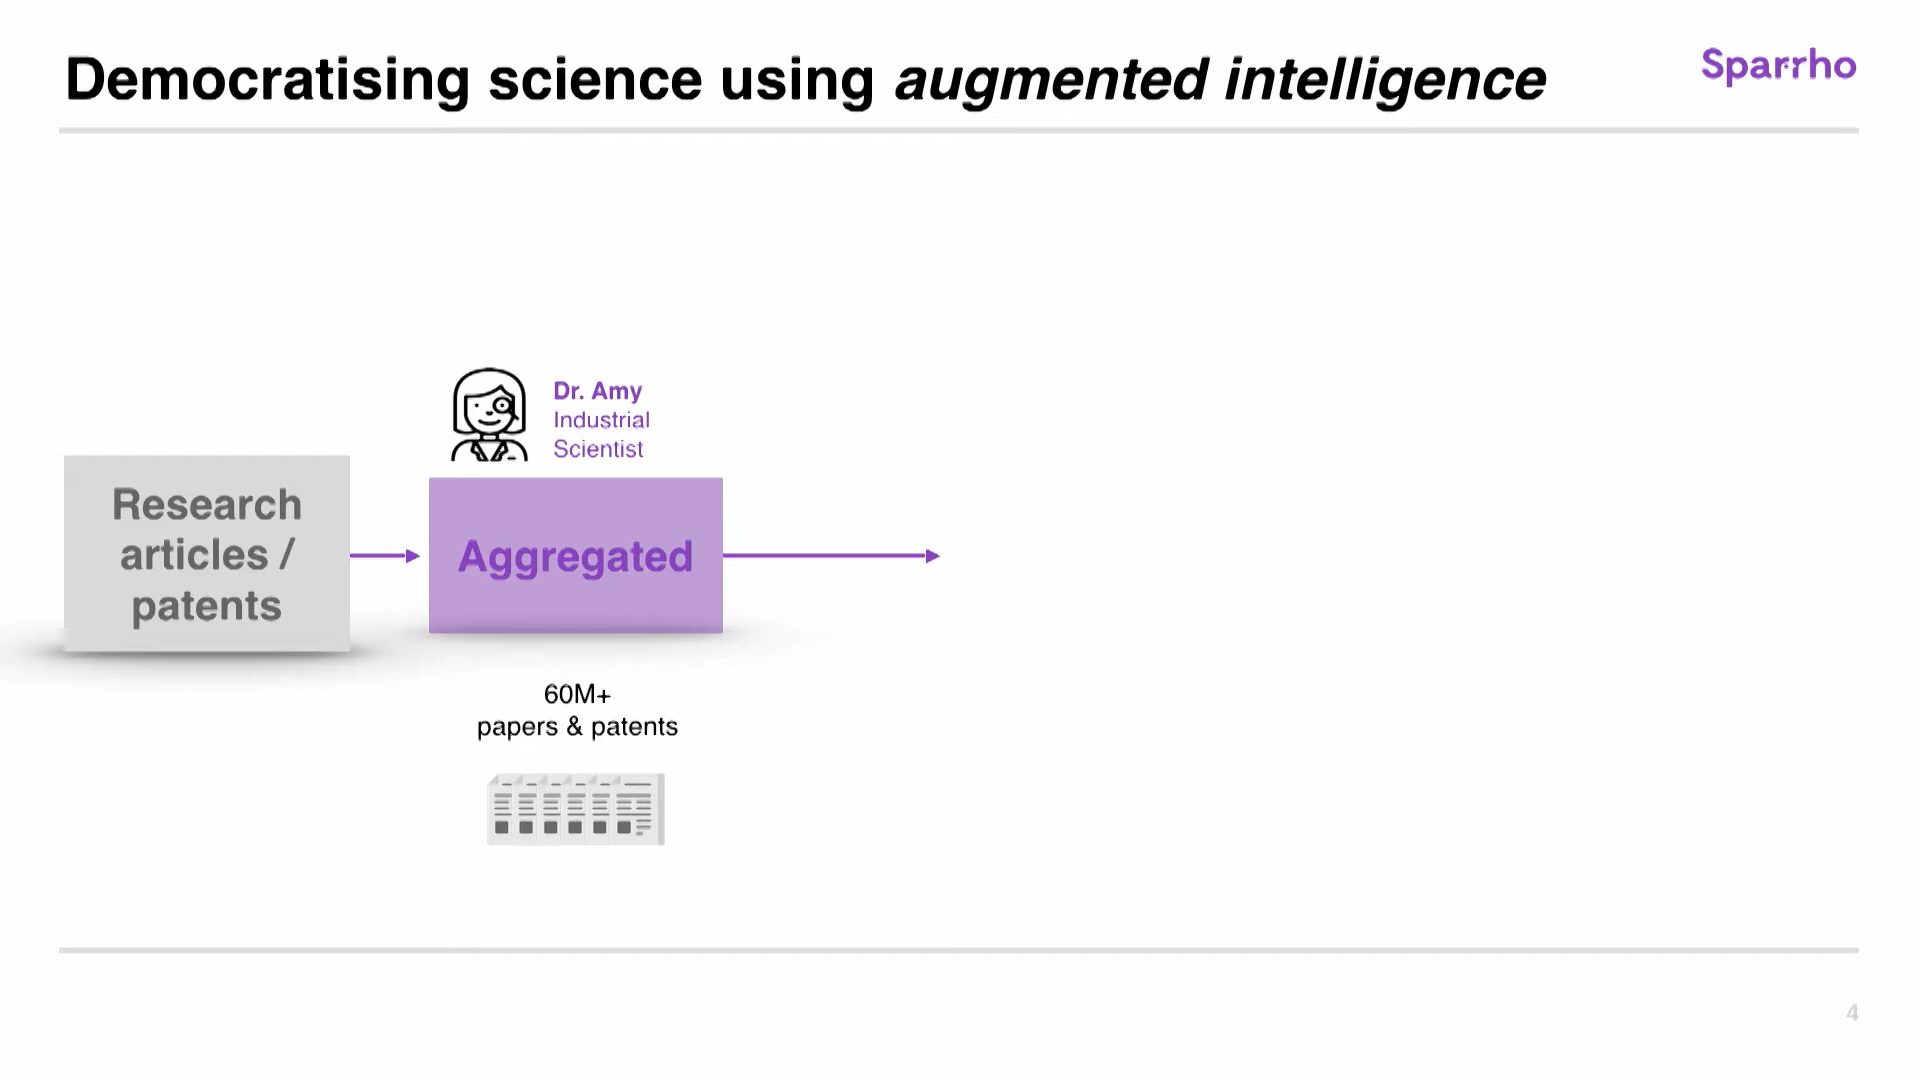 Democratising science using augmented intelligence
Sparrho
Dr. Amy
Industrial
Scientist
Research
articles /
patents
Aggregated
60M+
papers & patents
4